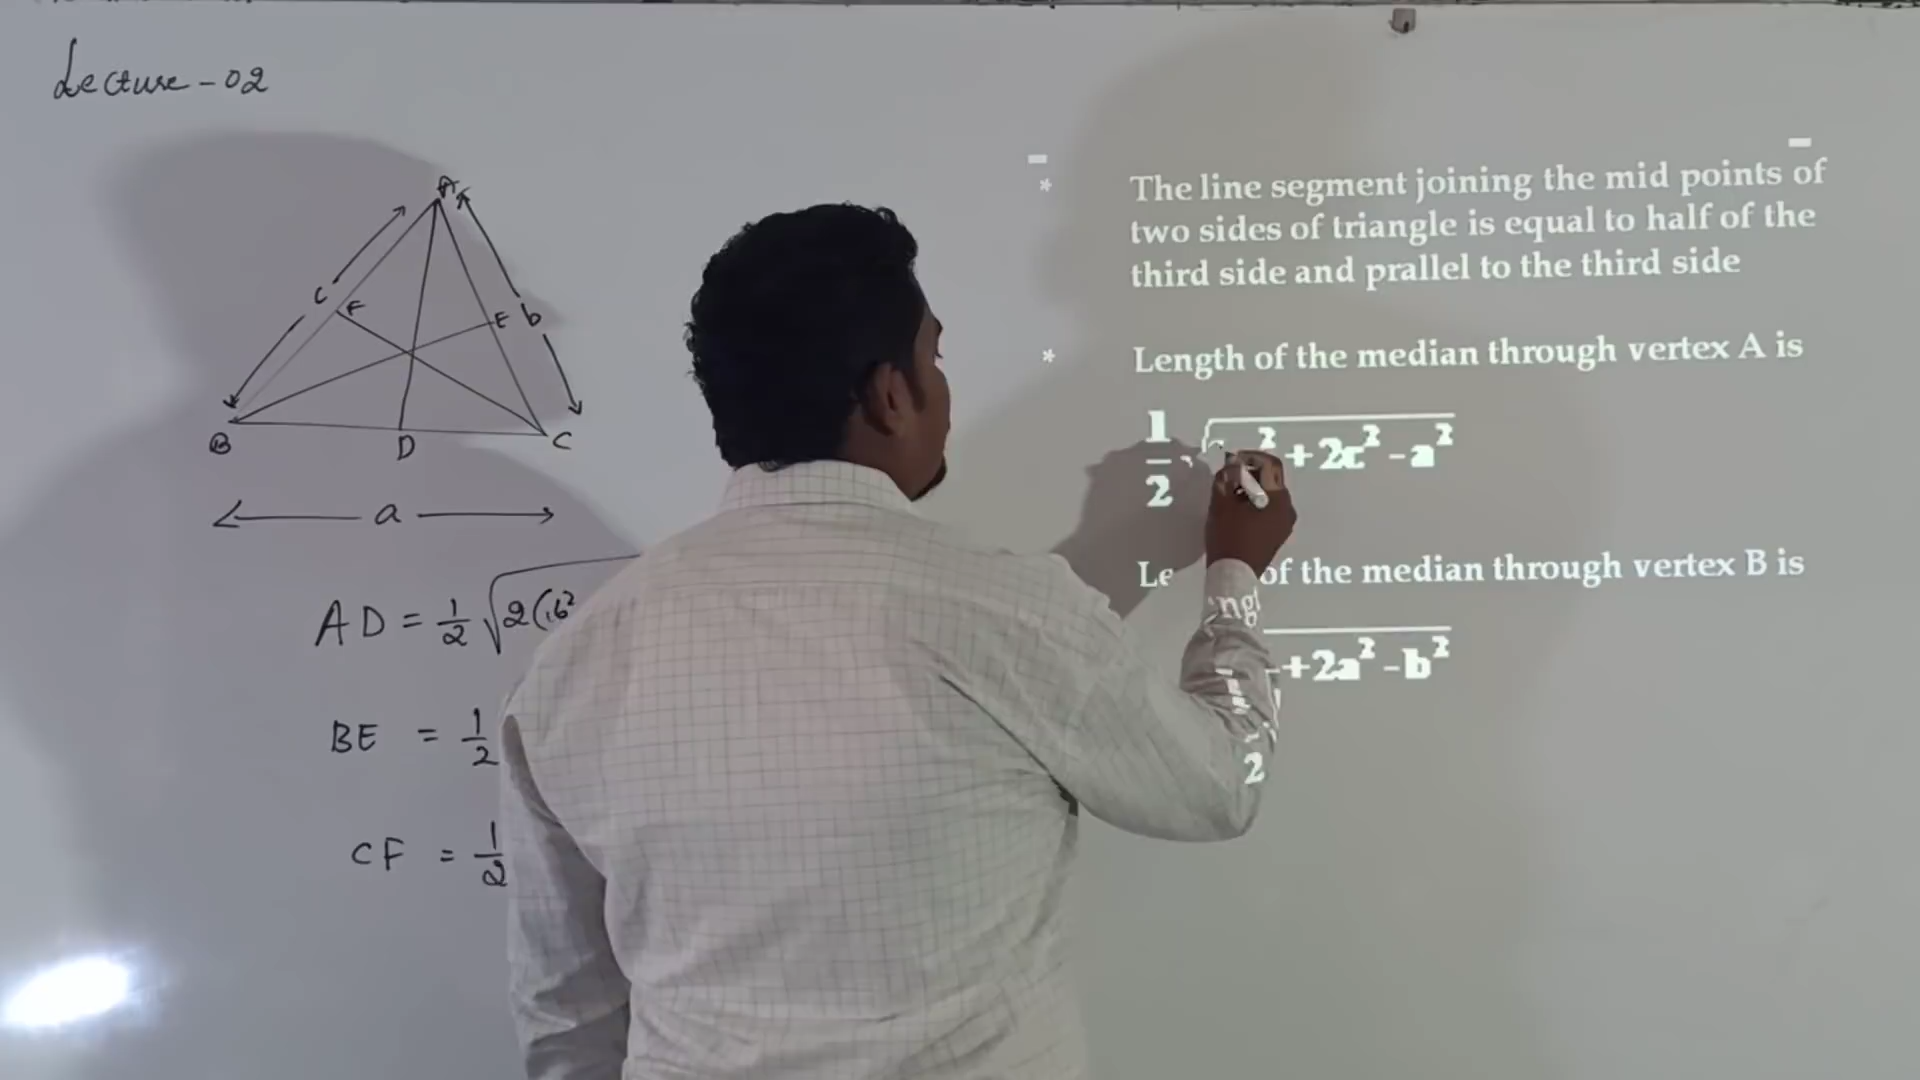 Lecture-02
A
C F
E b
B D C
a
AD = 1/2 √2(b²
BE = 1/2
CF = 1/2
* The line segment joining the mid points of
two sides of triangle is equal to half of the
third side and prallel to the third side
* Length of the median through vertex A is
1/2 √ ² + 2c² - a²
of the median through vertex B is
+2a² - b²
2